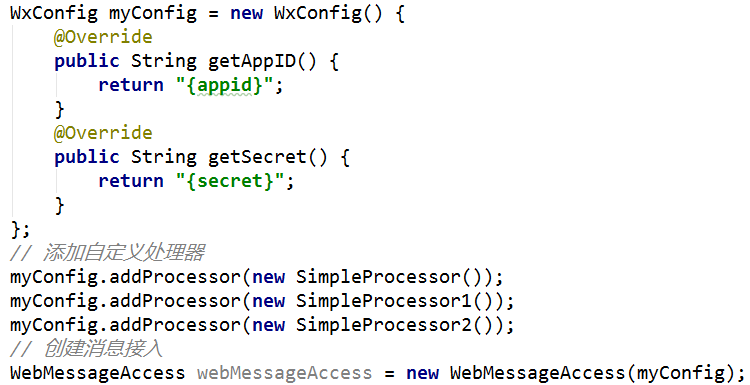 WxConfig myConfig = new WxConfig() {
    @Override
    public String getAppID() {
        return "{appid}";
    }
    @Override
    public String getSecret() {
        return "{secret}";
    }
};
// 添加自定义处理器
myConfig.addProcessor(new SimpleProcessor());
myConfig.addProcessor(new SimpleProcessor1());
myConfig.addProcessor(new SimpleProcessor2());
// 创建消息接入
WebMessageAccess webMessageAccess = new WebMessageAccess(myConfig);